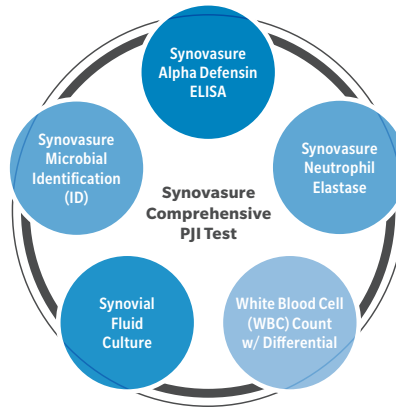 Synovasure
Alpha Defensin
ELISA
Synovasure
Microbial
Identification
(ID)
Synovasure
Neutrophil
Elastase
Synovasure
Comprehensive
PJI Test
Synovial
Fluid
Culture
White Blood Cell
(WBC) Count
w/ Differential